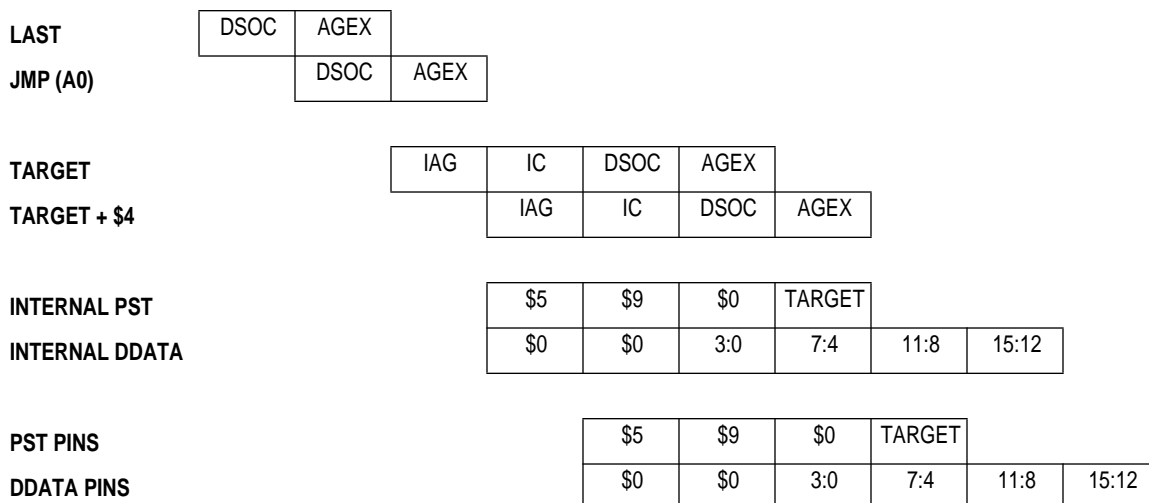 LAST DSOC AGEX
JMP (A0) DSOC AGEX
TARGET IAG IC DSOC AGEX
TARGET + $4 IAG IC DSOC AGEX
INTERNAL PST $5 $9 $0 TARGET
INTERNAL DDATA $0 $0 3:0 7:4 11:8 15:12
PST PINS $5 $9 $0 TARGET
DDATA PINS $0 $0 3:0 7:4 11:8 15:12